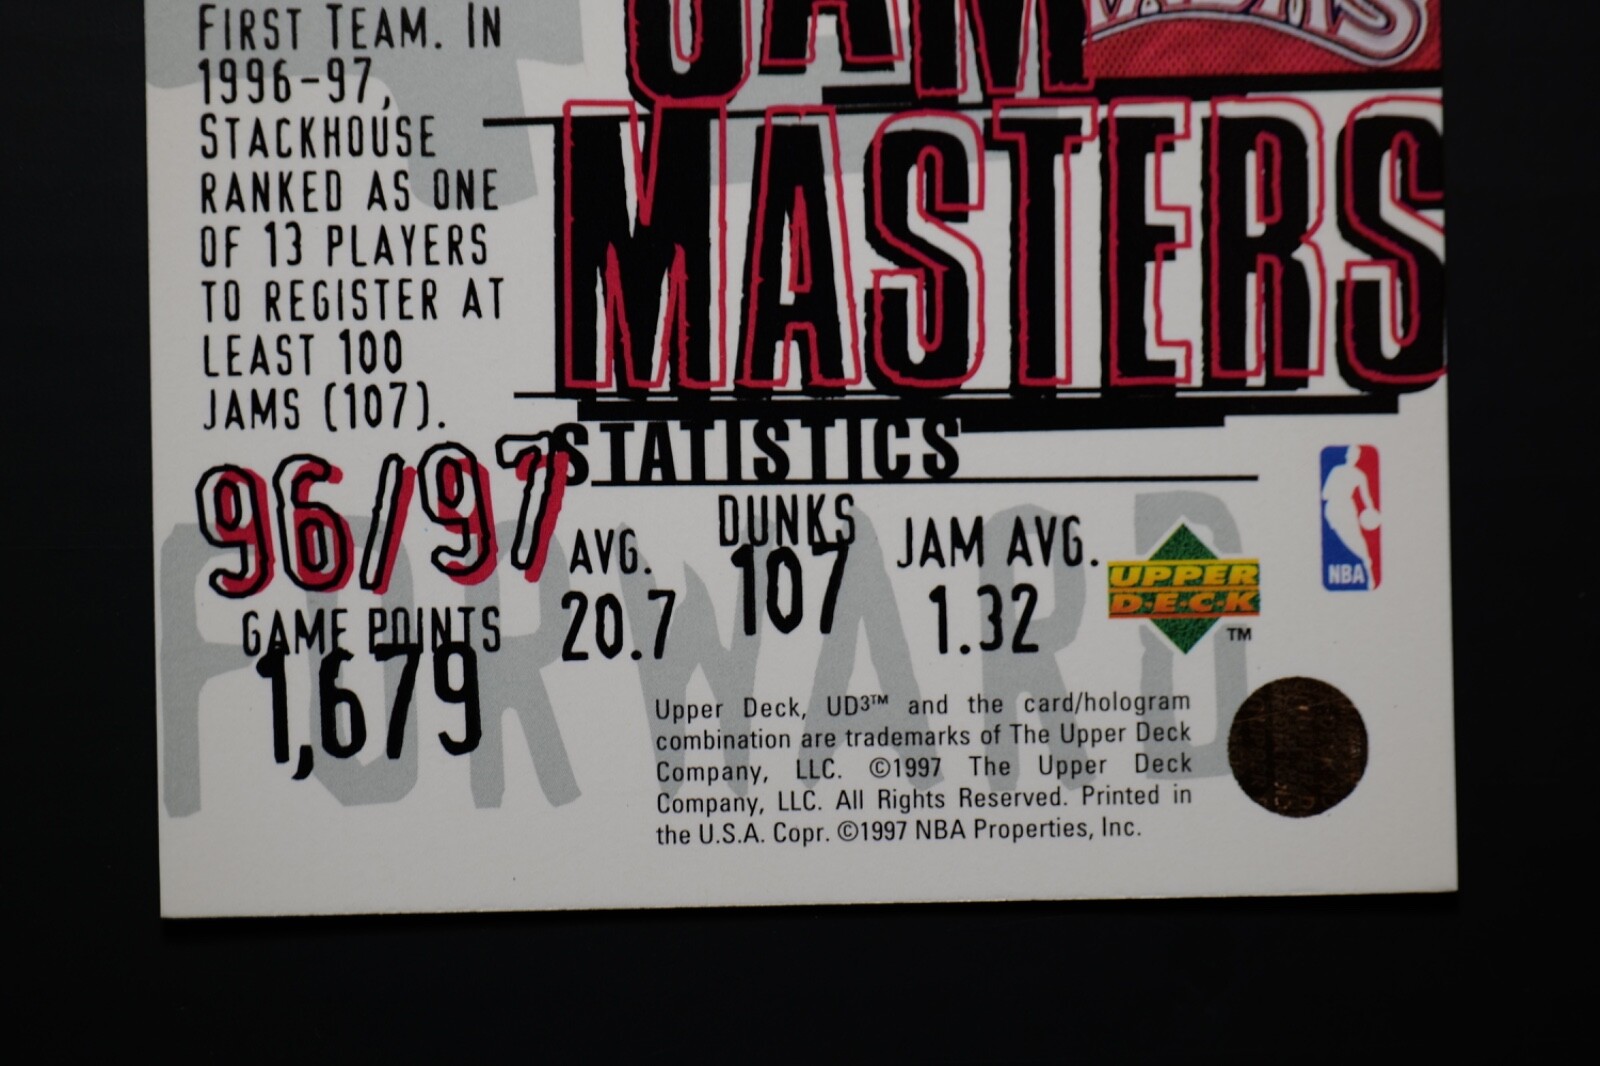 FIRST TEAM. IN
1996-97,
STACKHOUSE
RANKED AS ONE
OF 13 PLAYERS
TO REGISTER AT
LEAST 100
JAMS (107).
JAM
MASTERS
96/97 STATISTICS
GAME POINTS
1,679
AVG.
20.7
DUNKS
107
JAM AVG.
1.32
FORWARD
UPPER
DECK
TM
NBA
Upper Deck, UD3™ and the card/hologram
combination are trademarks of The Upper Deck
Company, LLC. ©1997 The Upper Deck
Company, LLC. All Rights Reserved. Printed in
the U.S.A. Copr. ©1997 NBA Properties, Inc.